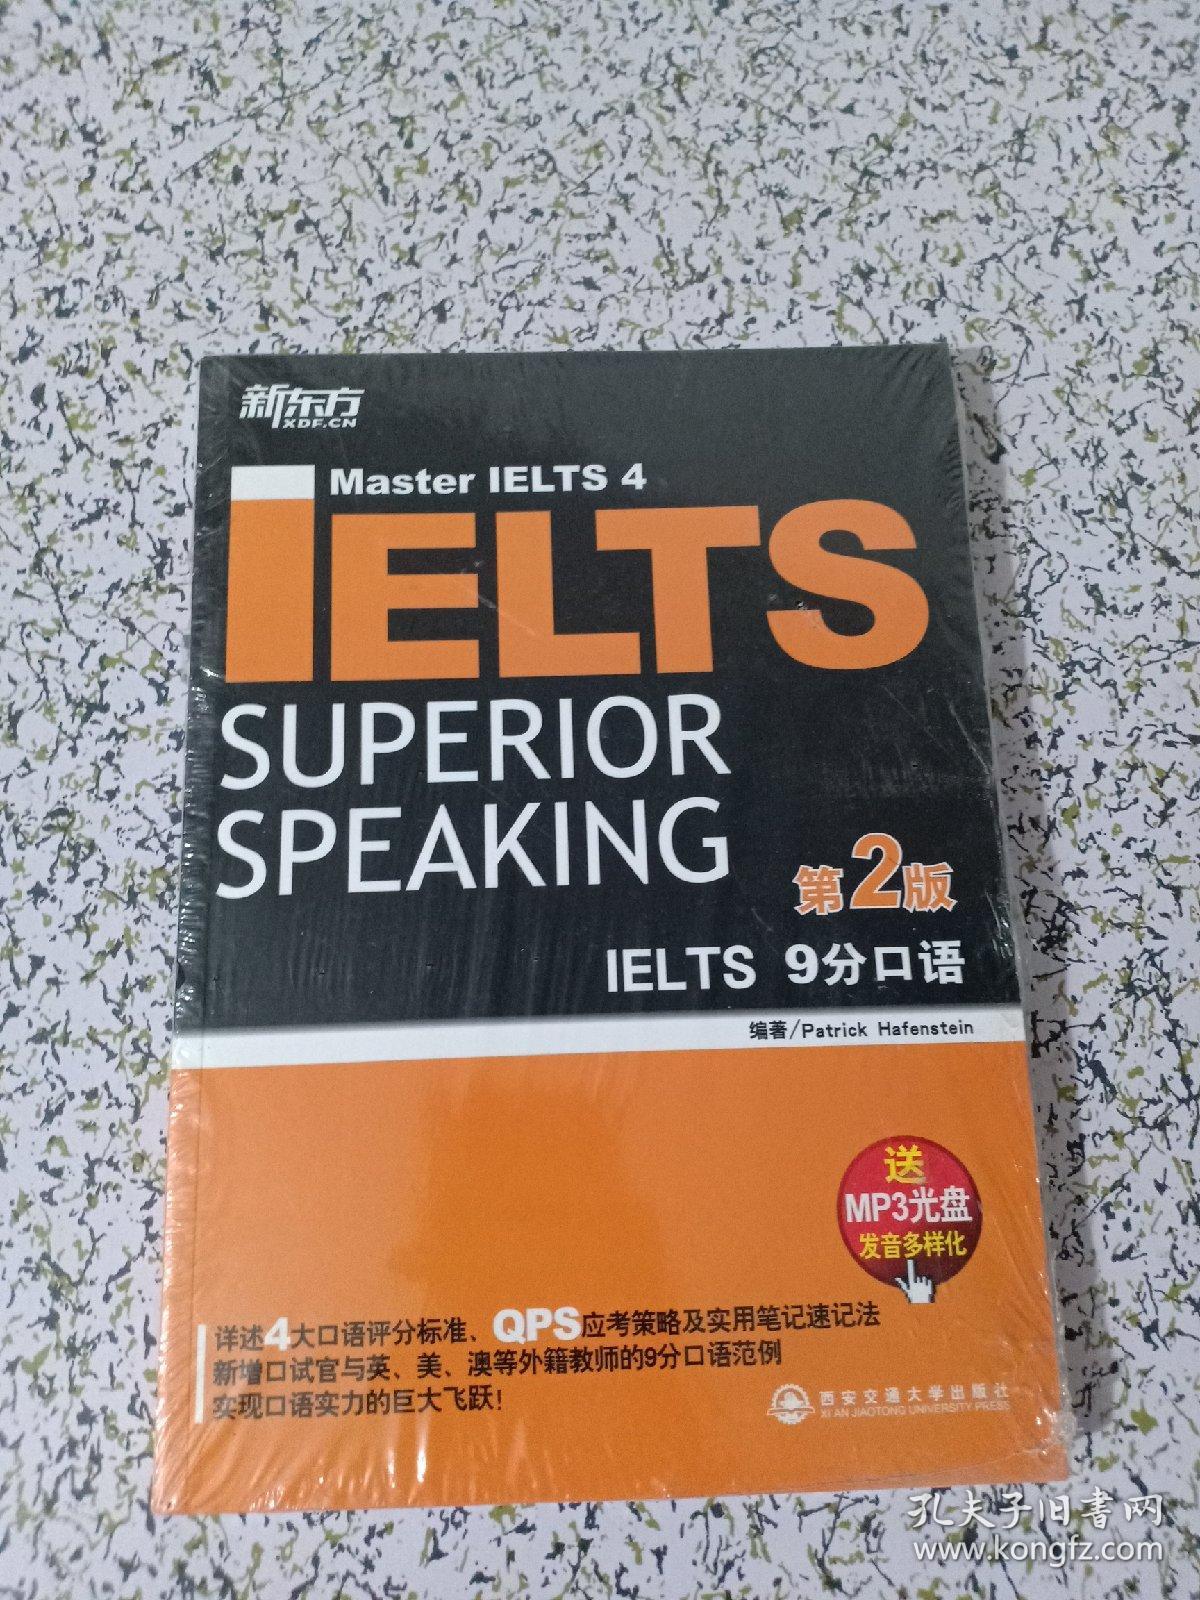 新东方
XDF.CN
Master IELTS 4
IELTS
SUPERIOR
SPEAKING
第2版
IELTS 9分口语
编著/Patrick Hafenstein
送
MP3光盘
发音多样化
详述4大口语评分标准、QPS应考策略及实用笔记速记法
新增口试官与英、美、澳等外籍教师的9分口语范例
实现口语实力的巨大飞跃!
西安交通大学出版社
XI'AN JIAOTONG UNIVERSITY PRESS
孔夫子旧书网
www.kongfz.com